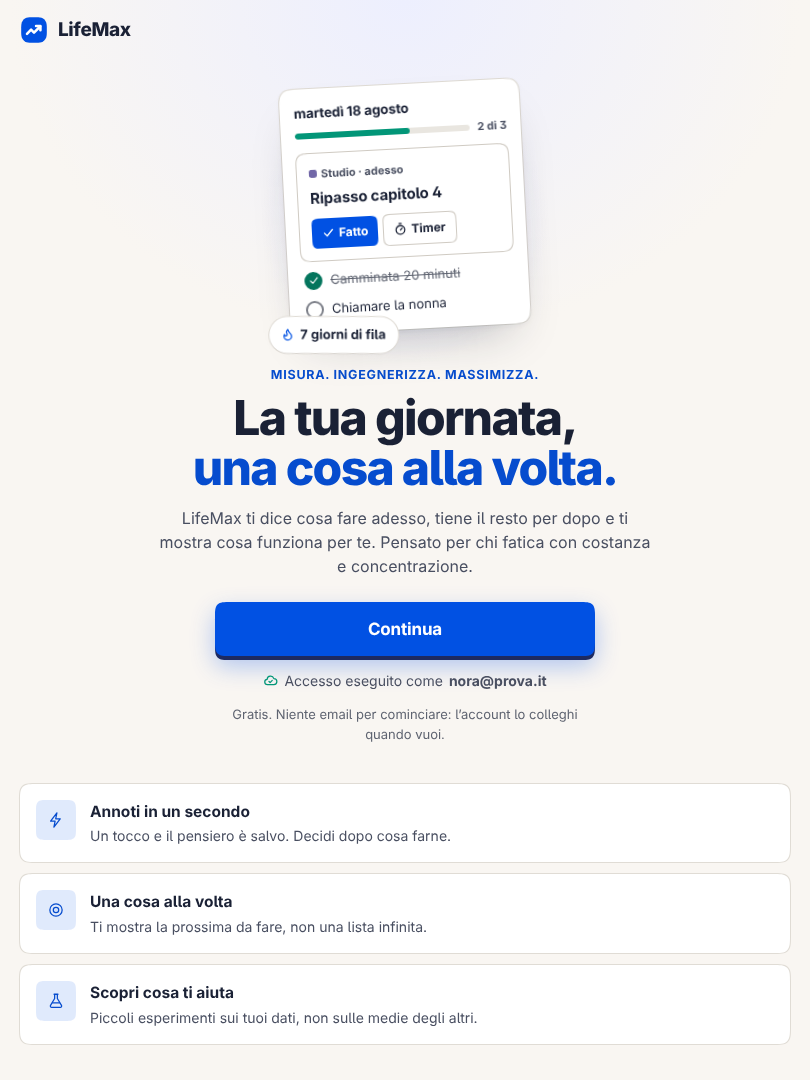 LifeMax
martedì 18 agosto
2 di 3
Studio · adesso
Ripasso capitolo 4
Fatto
Timer
Camminata 20 minuti
Chiamare la nonna
7 giorni di fila
MISURA. INGEGNERIZZA. MASSIMIZZA.
La tua giornata,
una cosa alla volta.
LifeMax ti dice cosa fare adesso, tiene il resto per dopo e ti
mostra cosa funziona per te. Pensato per chi fatica con costanza
e concentrazione.
Continua
Accesso eseguito come nora@prova.it
Gratis. Niente email per cominciare: l’account lo colleghi
quando vuoi.
Annoti in un secondo
Un tocco e il pensiero è salvo. Decidi dopo cosa farne.
Una cosa alla volta
Ti mostra la prossima da fare, non una lista infinita.
Scopri cosa ti aiuta
Piccoli esperimenti sui tuoi dati, non sulle medie degli altri.